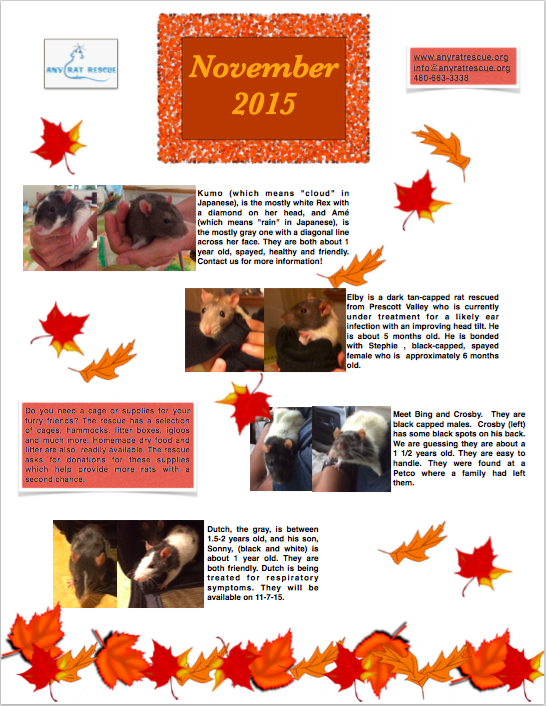 ANY RAT RESCUE
November
2015
www.anyratrescue.org
info@anyratrescue.org
480-663-3338
Kumo (which means "cloud" in
Japanese), is the mostly white Rex with
a diamond on her head, and Amé
(which means "rain" in Japanese), is
the mostly gray one with a diagonal line
across her face. They are both about 1
year old, spayed, healthy and friendly.
Contact us for more information!
Elby is a dark tan-capped rat rescued
from Prescott Valley who is currently
under treatment for a likely ear
infection with an improving head tilt. He
is about 5 months old. He is bonded
with Stephie , black-capped, spayed
female who is approximately 6 months
old.
Do you need a cage or supplies for your
furry friends? The rescue has a selection
of cages, hammocks, litter boxes, igloos
and much more. homemade dry food and
litter are also readily available. The rescue
asks for donations for these supplies
which help provide more rats with a
second chance.
Meet Bing and Crosby. They are
black capped males. Crosby (left)
has some black spots on his back.
We are guessing they are about a
1 1/2 years old. They are easy to
handle. They were found at a
Petco where a family had left
them.
Dutch, the gray, is between
1.5-2 years old, and his son,
Sonny, (black and white) is
about 1 year old. They are
both friendly. Dutch is being
treated for respiratory
symptoms. They will be
available on 11-7-15.